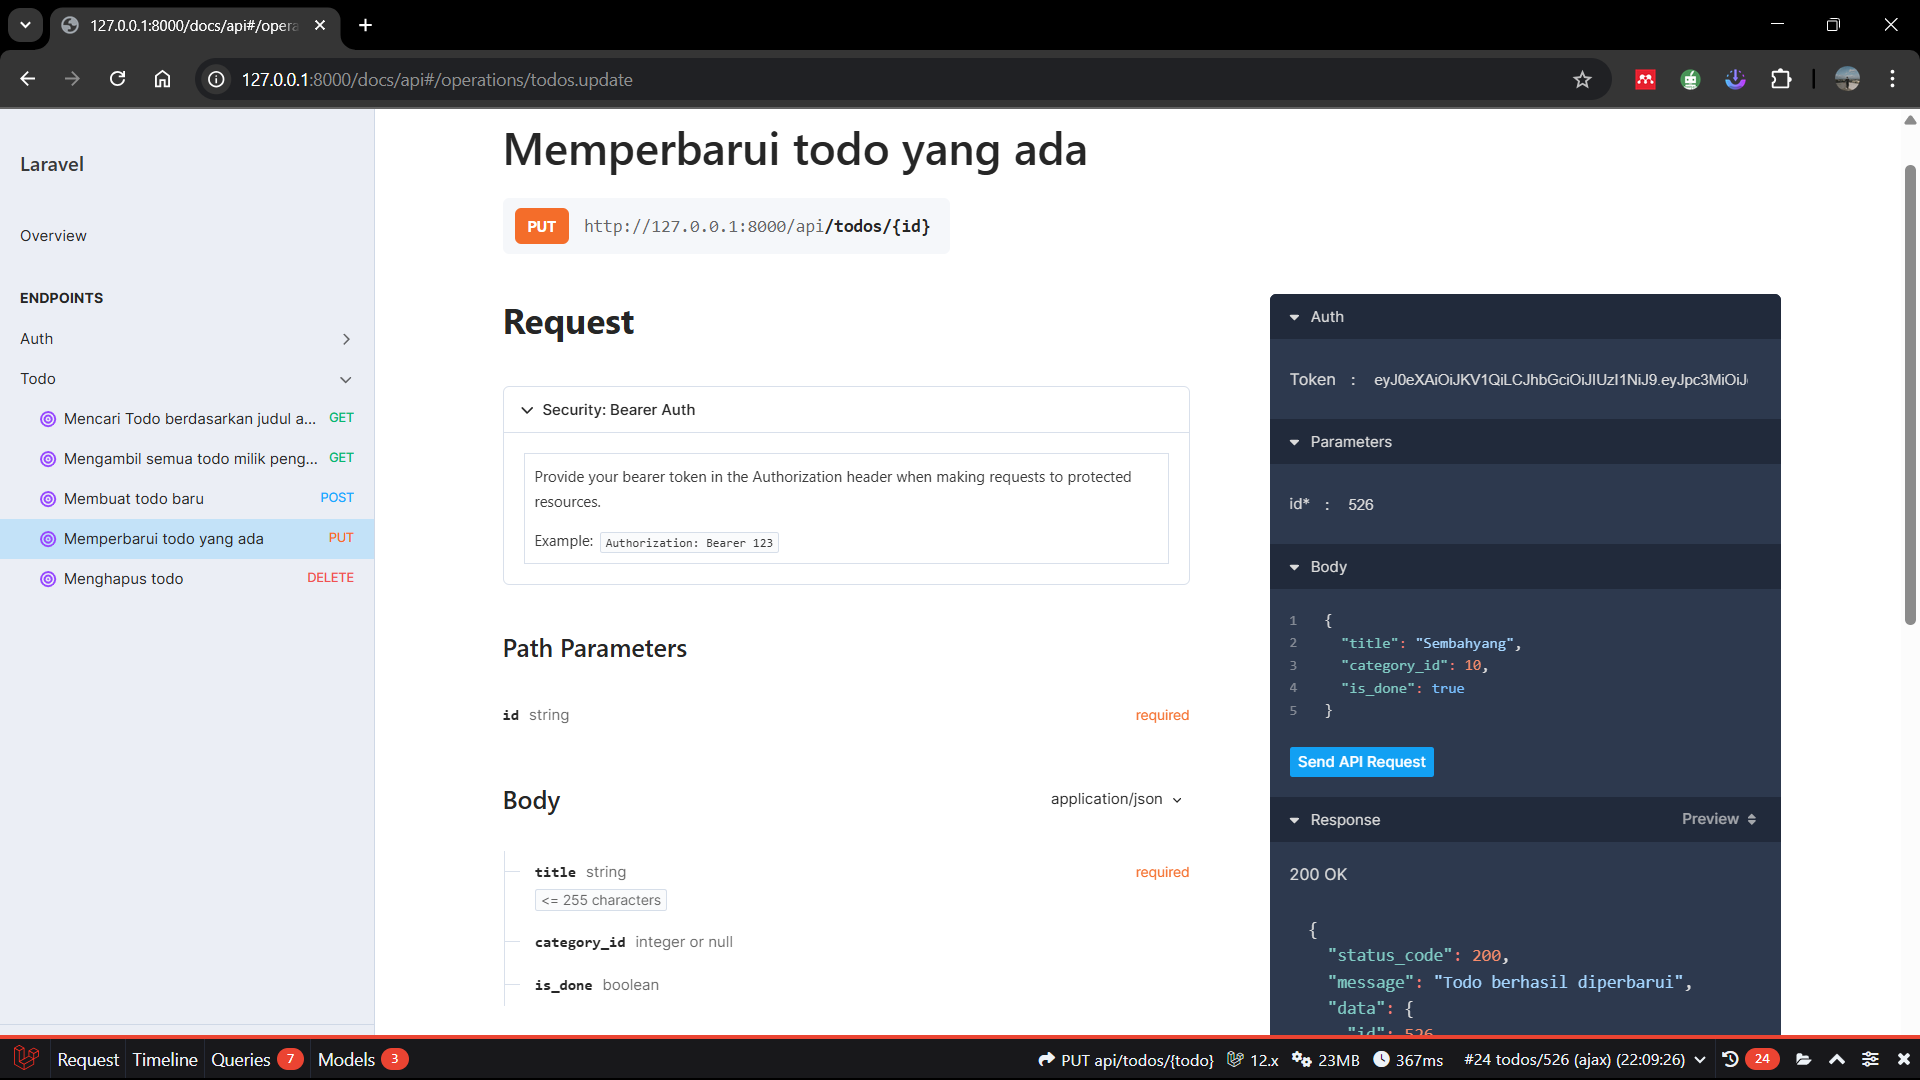 127.0.0.1:8000/docs/api#/opera
127.0.0.1:8000/docs/api#/operations/todos.update
Laravel
Overview
ENDPOINTS
Auth
Todo
Mencari Todo berdasarkan judul a... GET
Mengambil semua todo milik peng... GET
Membuat todo baru POST
Memperbarui todo yang ada PUT
Menghapus todo DELETE
Memperbarui todo yang ada
PUT http://127.0.0.1:8000/api/todos/{id}
Request
Security: Bearer Auth
Provide your bearer token in the Authorization header when making requests to protected
resources.
Example: Authorization: Bearer 123
Path Parameters
id string required
Body application/json
title string required
<= 255 characters
category_id integer or null
is_done boolean
Auth
Token : eyJ0eXAiOiJKV1QiLCJhbGciOiJIUzI1NiJ9.eyJpc3MiOiJ
Parameters
id* : 526
Body
1 {
2 "title": "Sembahyang",
3 "category_id": 10,
4 "is_done": true
5 }
Send API Request
Response Preview
200 OK
{
"status_code": 200,
"message": "Todo berhasil diperbarui",
"data": {
"id": 526
Request Timeline Queries 7 Models 3
PUT api/todos/{todo} 12.x 23MB 367ms #24 todos/526 (ajax) (22:09:26) 24